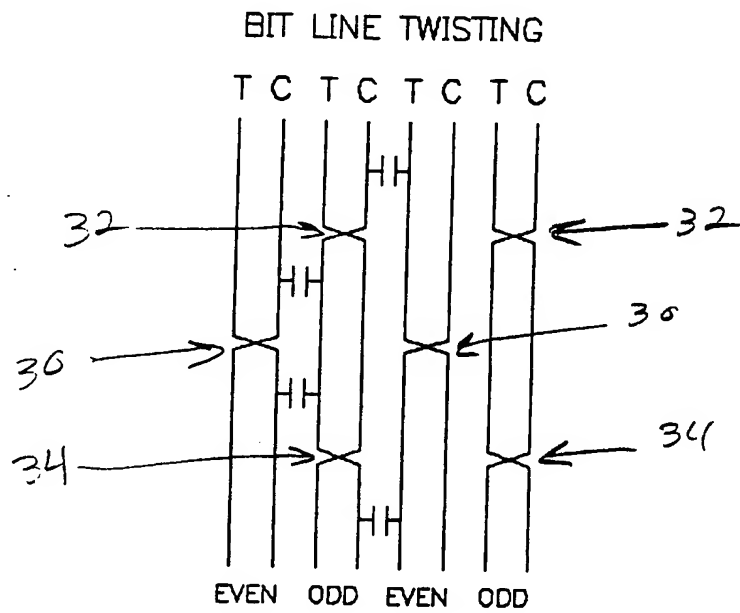 BIT LINE TWISTING
T C T C T C T C
32 32
30
30
34
34
EVEN ODD EVEN ODD